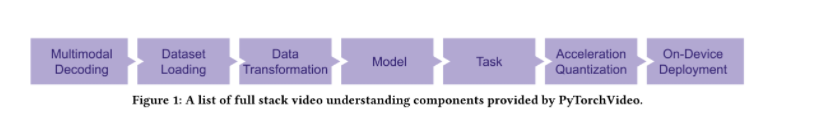 Multimodal
Decoding
Dataset
Loading
Data
Transformation
Model
Task
Acceleration
Quantization
On-Device
Deployment
Figure 1: A list of full stack video understanding components provided by PyTorchVideo.